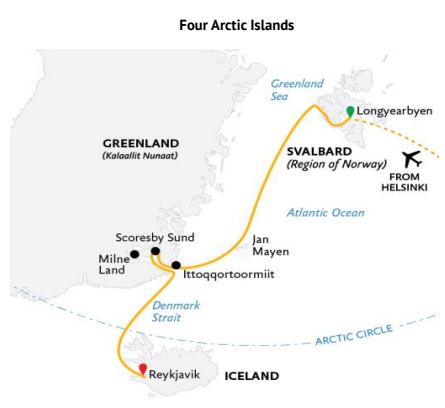 Four Arctic Islands
Greenland
Sea
Longyearbyen
GREENLAND
(Kalaallit Nunaat)
SVALBARD
(Region of Norway)
FROM
HELSINKI
Atlantic Ocean
Scoresby Sund
Jan
Mayen
Milne
Land
Ittoqqortoormiit
Denmark
Strait
ARCTIC CIRCLE
Reykjavik
ICELAND